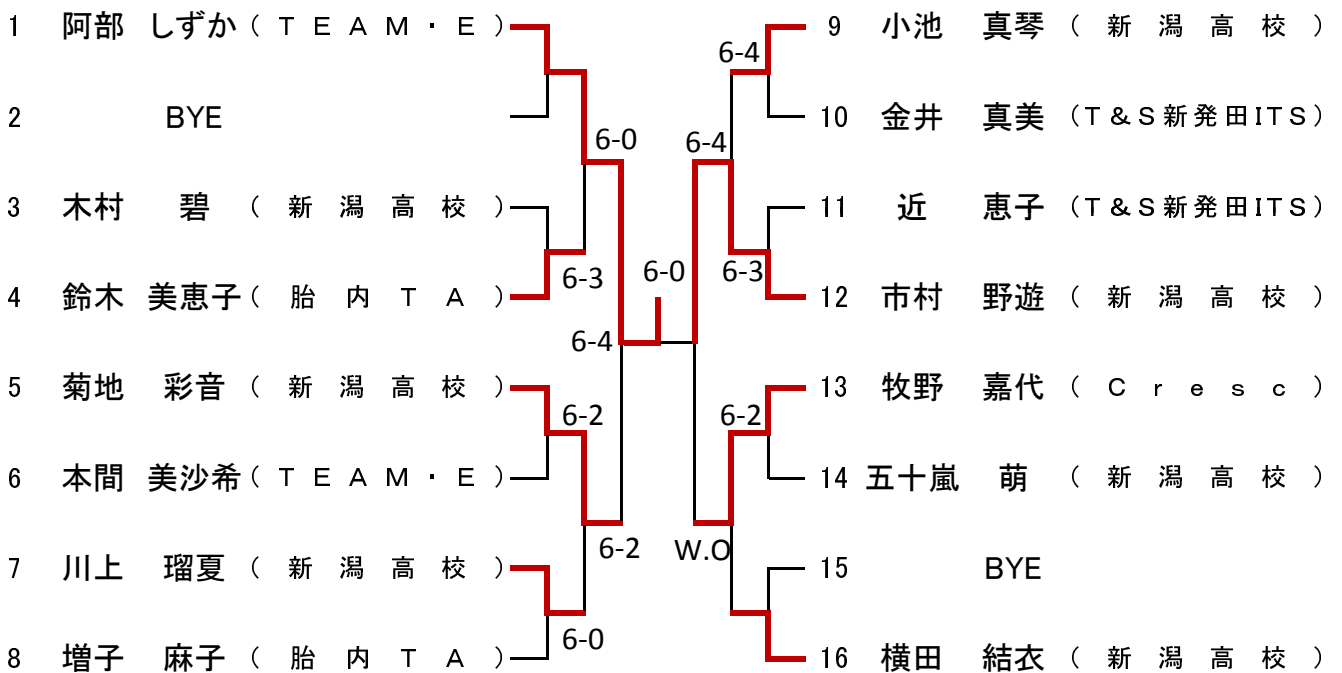 1 阿部 しずか (TEAM・E)
2 BYE
3 木村 碧 (新潟高校)
4 鈴木 美恵子 (胎内TA)
5 菊地 彩音 (新潟高校)
6 本間 美沙希 (TEAM・E)
7 川上 瑠夏 (新潟高校)
8 増子 麻子 (胎内TA)
6-0
6-3
6-4
6-2
6-2
6-0
6-0
6-4
6-4
6-3
6-2
W.O
9 小池 真琴 (新潟高校)
10 金井 真美 (T&S新発田ITS)
11 近 恵子 (T&S新発田ITS)
12 市村 野遊 (新潟高校)
13 牧野 嘉代 (Cresc)
14 五十嵐 萌 (新潟高校)
15 BYE
16 横田 結衣 (新潟高校)